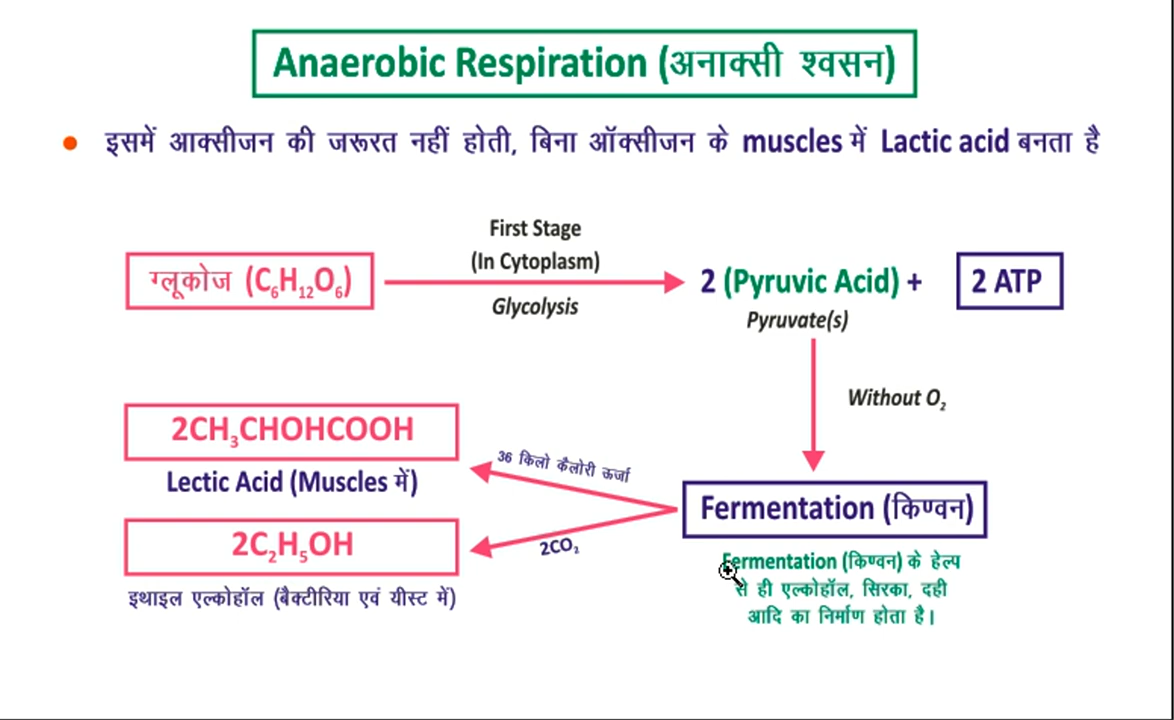 Anaerobic Respiration (अनाक्सी श्वसन)
• इसमें आक्सीजन की जरूरत नहीं होती, बिना ऑक्सीजन के muscles में Lactic acid बनता है
First Stage
(In Cytoplasm)
ग्लूकोज (C₆H₁₂O₆)
Glycolysis
2 (Pyruvic Acid) + 2 ATP
Pyruvate(s)
Without O₂
2CH₃CHOHCOOH
Lectic Acid (Muscles में)
36 किलो कैलोरी ऊर्जा
Fermentation (किण्वन)
2C₂H₅OH
2CO₂
इथाइल एल्कोहॉल (बैक्टीरिया एवं यीस्ट में)
Fermentation (किण्वन) के हेल्प
से ही एल्कोहॉल, सिरका, दही
आदि का निर्माण होता है।